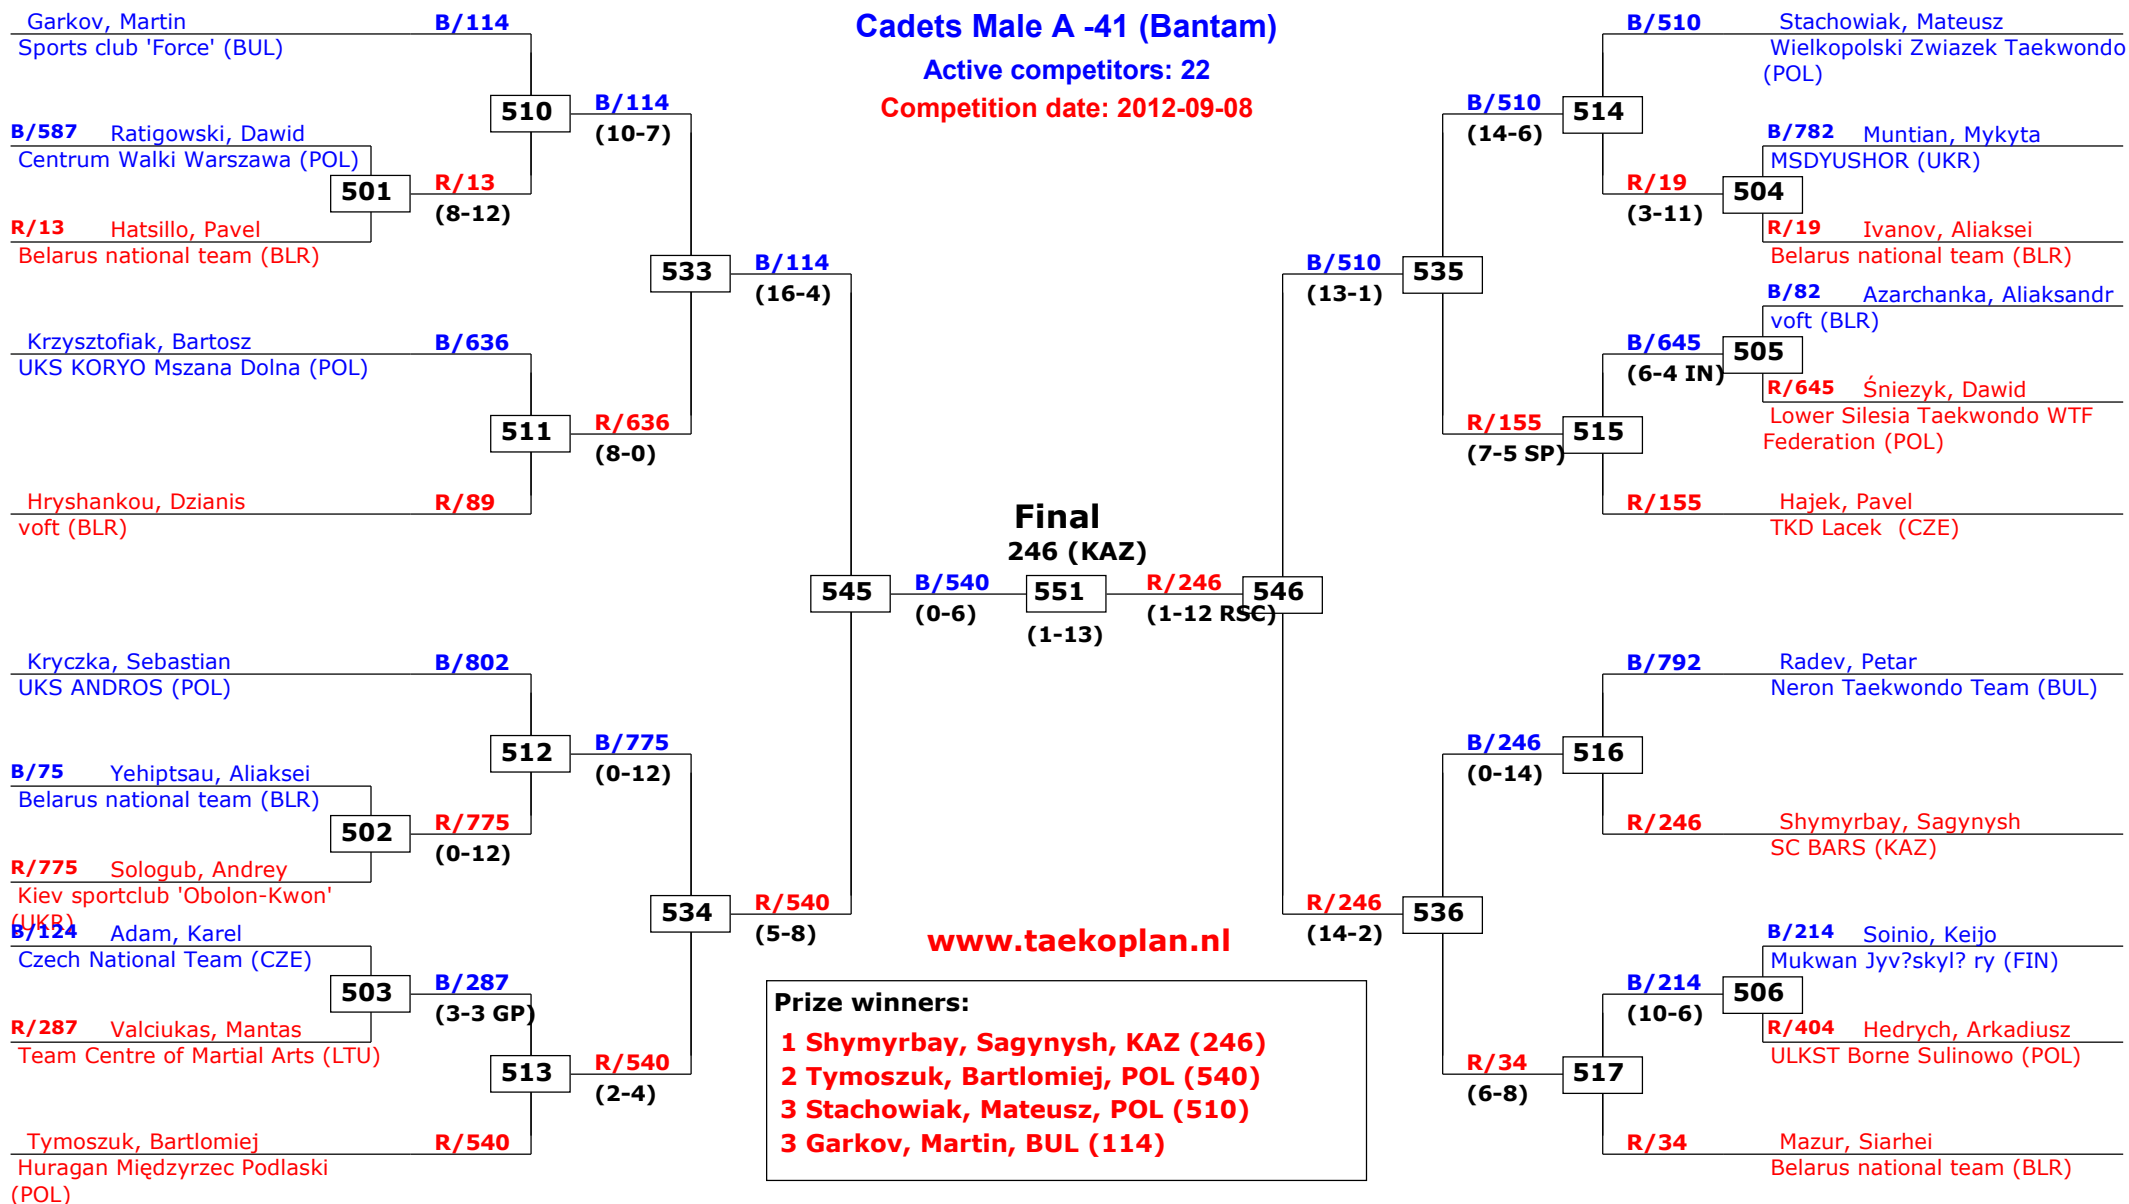 Cadets Male A -41 (Bantam)
Active competitors: 22
Competition date: 2012-09-08
Garkov, Martin B/114
Sports club 'Force' (BUL)
510
B/114
(10-7)
B/587 Ratigowski, Dawid
Centrum Walki Warszawa (POL)
501
R/13
(8-12)
R/13 Hatsillo, Pavel
Belarus national team (BLR)
533
B/114
(16-4)
Krzysztofiak, Bartosz B/636
UKS KORYO Mszana Dolna (POL)
511
R/636
(8-0)
Hryshankou, Dzianis R/89
voft (BLR)
545
B/540
(0-6)
Kryczka, Sebastian B/802
UKS ANDROS (POL)
512
B/775
(0-12)
B/75 Yehiptsau, Aliaksei
Belarus national team (BLR)
502
R/775
(0-12)
R/775 Sologub, Andrey
Kiev sportclub 'Obolon-Kwon'
(UKR)
534
R/540
(5-8)
B/124 Adam, Karel
Czech National Team (CZE)
503
B/287
(3-3 GP)
R/287 Valciukas, Mantas
Team Centre of Martial Arts (LTU)
513
R/540
(2-4)
Tymoszuk, Bartlomiej R/540
Huragan Międzyrzec Podlaski
(POL)
Final
246 (KAZ)
551
(1-13)
B/510 Stachowiak, Mateusz
Wielkopolski Zwiazek Taekwondo
(POL)
B/510
(14-6)
514
B/782 Muntian, Mykyta
MSDYUSHOR (UKR)
R/19
(3-11)
504
R/19 Ivanov, Aliaksei
Belarus national team (BLR)
B/510
(13-1)
535
B/82 Azarchanka, Aliaksandr
voft (BLR)
B/645
(6-4 IN)
505
R/645 Śniezyk, Dawid
Lower Silesia Taekwondo WTF
Federation (POL)
R/155
(7-5 SP)
515
R/155 Hajek, Pavel
TKD Lacek (CZE)
R/246
(1-12 RSC)
546
B/792 Radev, Petar
Neron Taekwondo Team (BUL)
B/246
(0-14)
516
R/246 Shymyrbay, Sagynysh
SC BARS (KAZ)
R/246
(14-2)
536
B/214 Soinio, Keijo
Mukwan Jyv?skyl? ry (FIN)
B/214
(10-6)
506
R/404 Hedrych, Arkadiusz
ULKST Borne Sulinowo (POL)
R/34
(6-8)
517
R/34 Mazur, Siarhei
Belarus national team (BLR)
www.taekoplan.nl
Prize winners:
1 Shymyrbay, Sagynysh, KAZ (246)
2 Tymoszuk, Bartlomiej, POL (540)
3 Stachowiak, Mateusz, POL (510)
3 Garkov, Martin, BUL (114)